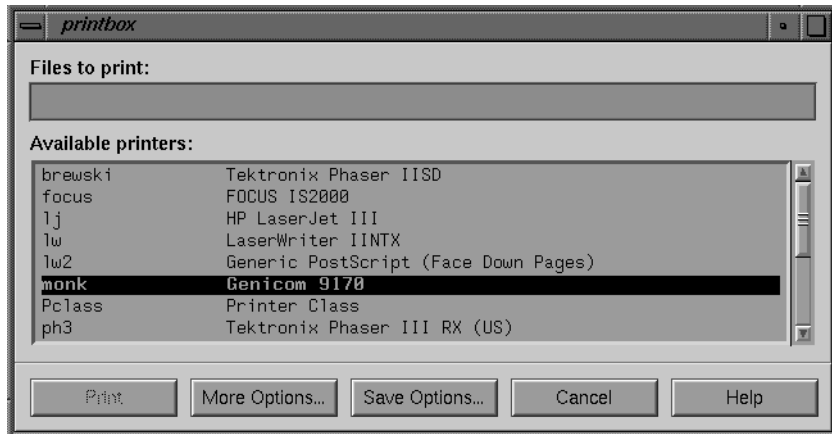 printbox
Files to print:
Available printers:
brewski Tektronix Phaser IISD
focus FOCUS IS2000
lj HP LaserJet III
lw LaserWriter IINTX
lw2 Generic PostScript (Face Down Pages)
monk Genicom 9170
Pclass Printer Class
ph3 Tektronix Phaser III RX (US)
Print More Options... Save Options... Cancel Help